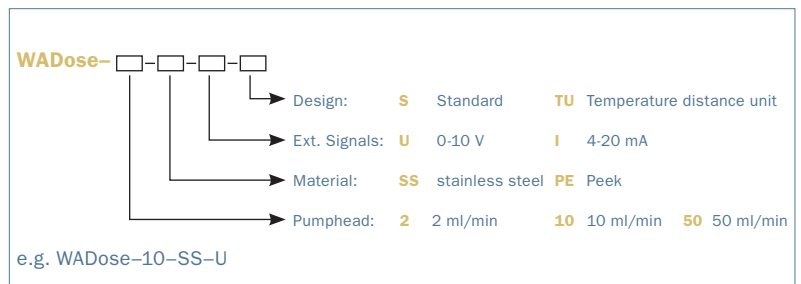 WADose–
Design: S Standard TU Temperature distance unit
Ext. Signals: U 0-10 V I 4-20 mA
Material: SS stainless steel PE Peek
Pumphead: 2 2 ml/min 10 10 ml/min 50 50 ml/min
e.g. WADose–10–SS–U